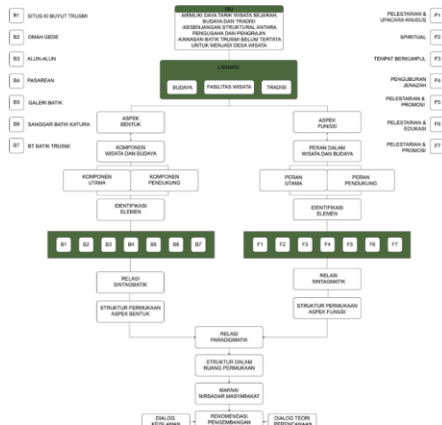 B1 SITUS KI BUYUT TRUSMI
B2 OMAH GEDE
B3 ALUN-ALUN
B4 PASAREAN
B5 GALERI BATIK
B6 SANGGAR BATIK KATURA
B7 BT BATIK TRUSMI
ISU
-MEMILIKI DAYA TARIK WISATA SEJARAH,
BUDAYA DAN TRADISI
-KESENJANGAN STRUKTURAL ANTARA
PENGUSAHA DAN PENGRAJIN
-KAWASAN BATIK TRUSMI BELUM TERTATA
UNTUK MENJADI DESA WISATA
PELESTARIAN &
UPACARA KHUSUS F1
SPIRITUAL F2
TEMPAT BERKUMPUL F3
PENGUBURAN
JENAZAH F4
PELESTARIAN &
PROMOSI F5
PELESTARIAN &
EDUKASI F6
PELESTARIAN &
PROMOSI F7
BUDAYA FASILITAS WISATA TRADISI
ASPEK
BENTUK
ASPEK
FUNGSI
KOMPONEN
WISATA DAN BUDAYA
PERAN DALAM
WISATA DAN BUDAYA
KOMPONEN
UTAMA
KOMPONEN
PENDUKUNG
PERAN
UTAMA
PERAN
PENDUKUNG
IDENTIFIKASI
ELEMEN
IDENTIFIKASI
ELEMEN
B1 B2 B3 B4 B5 B6 B7
F1 F2 F3 F4 F5 F6 F7
RELASI
SINTAGMATIK
RELASI
SINTAGMATIK
STRUKTUR PERMUKAAN
ASPEK BENTUK
STRUKTUR PERMUKAAN
ASPEK FUNGSI
RELASI
PARADIGMATIK
STRUKTUR DALAM
RUANG PERMUKAAN
MAKNA/
NIRSADAR MASYARAKAT
DIALOG
KEISLAMAN
REKOMENDASI
PENGEMBANGAN
DIALOG TEORI
PERENCANAAN